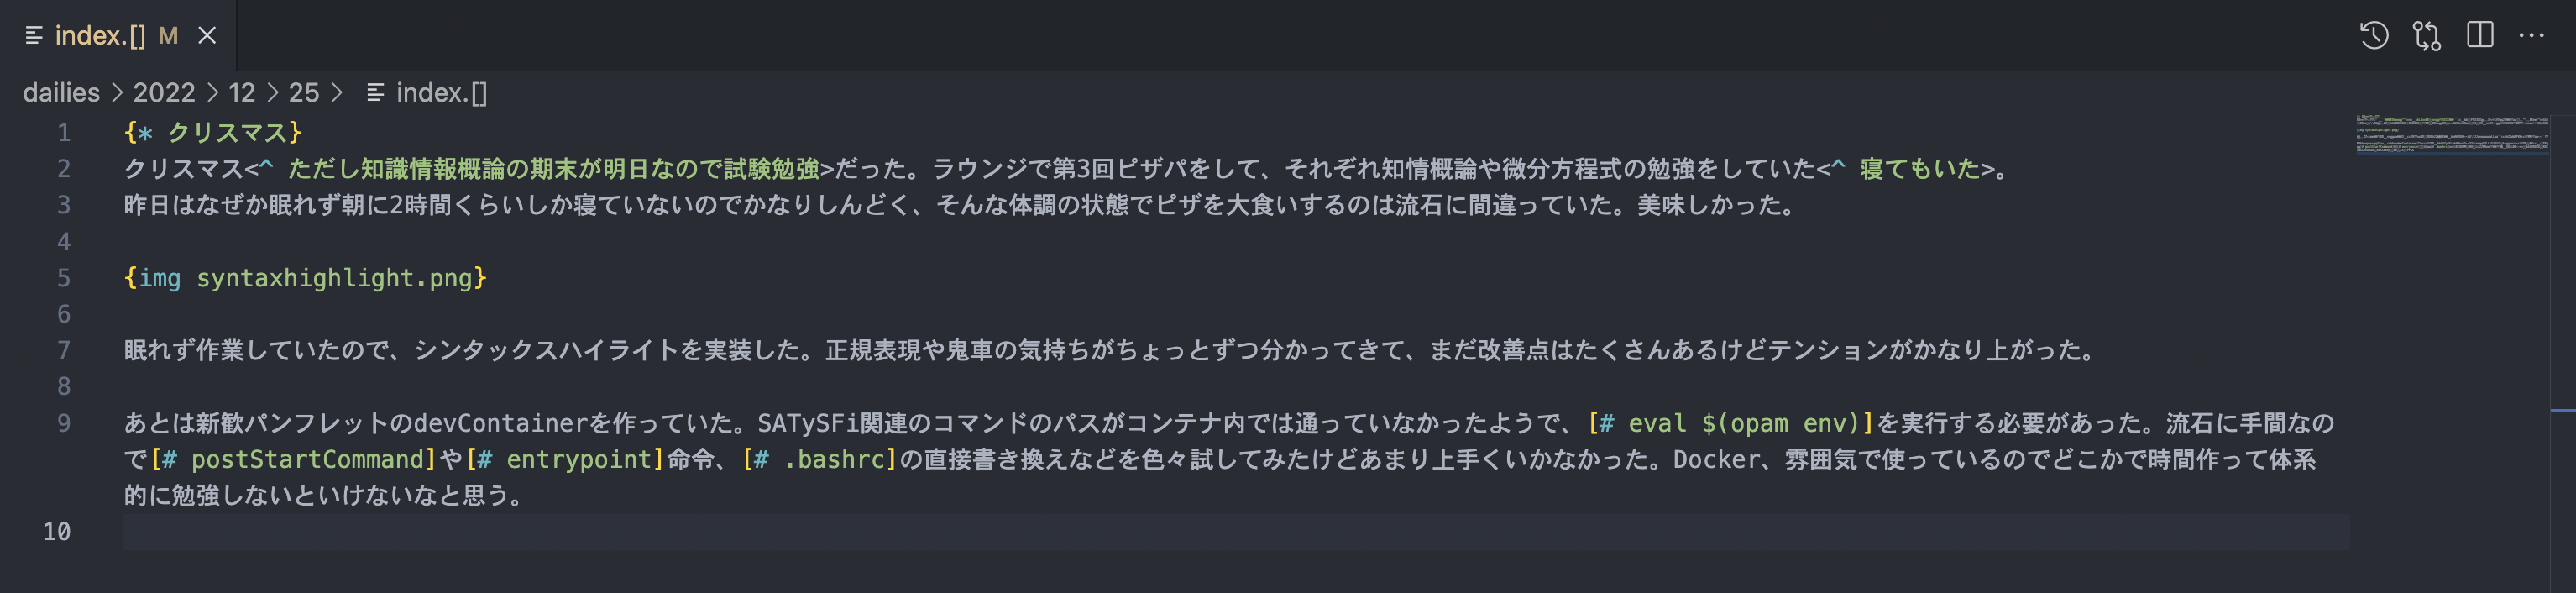 index.[] M
dailies > 2022 > 12 > 25 > index.[]
1 {* クリスマス}
2 クリスマス<^ ただし知識情報概論の期末が明日なので試験勉強>だった。ラウンジで第3回ピザパをして、それぞれ知情概論や微分方程式の勉強をしていた<^ 寝てもいた>。
3 昨日はなぜか眠れず朝に2時間くらいしか寝ていないのでかなりしんどく、そんな体調の状態でピザを大食いするのは流石に間違っていた。美味しかった。
4
5 {img syntaxhighlight.png}
6
7 眠れず作業していたので、シンタックスハイライトを実装した。正規表現や鬼車の気持ちがちょっとずつ分かってきて、まだ改善点はたくさんあるけどテンションがかなり上がった。
8
9 あとは新歓パンフレットのdevContainerを作っていた。SATySFi関連のコマンドのパスがコンテナ内では通っていなかったようで、[# eval $(opam env)]を実行する必要があった。流石に手間なの
で[# postStartCommand]や[# entrypoint]命令、[# .bashrc]の直接書き換えなどを色々試してみたけどあまり上手くいかなかった。Docker、雰囲気で使っているのでどこかで時間作って体系
的に勉強しないといけないなと思う。
10